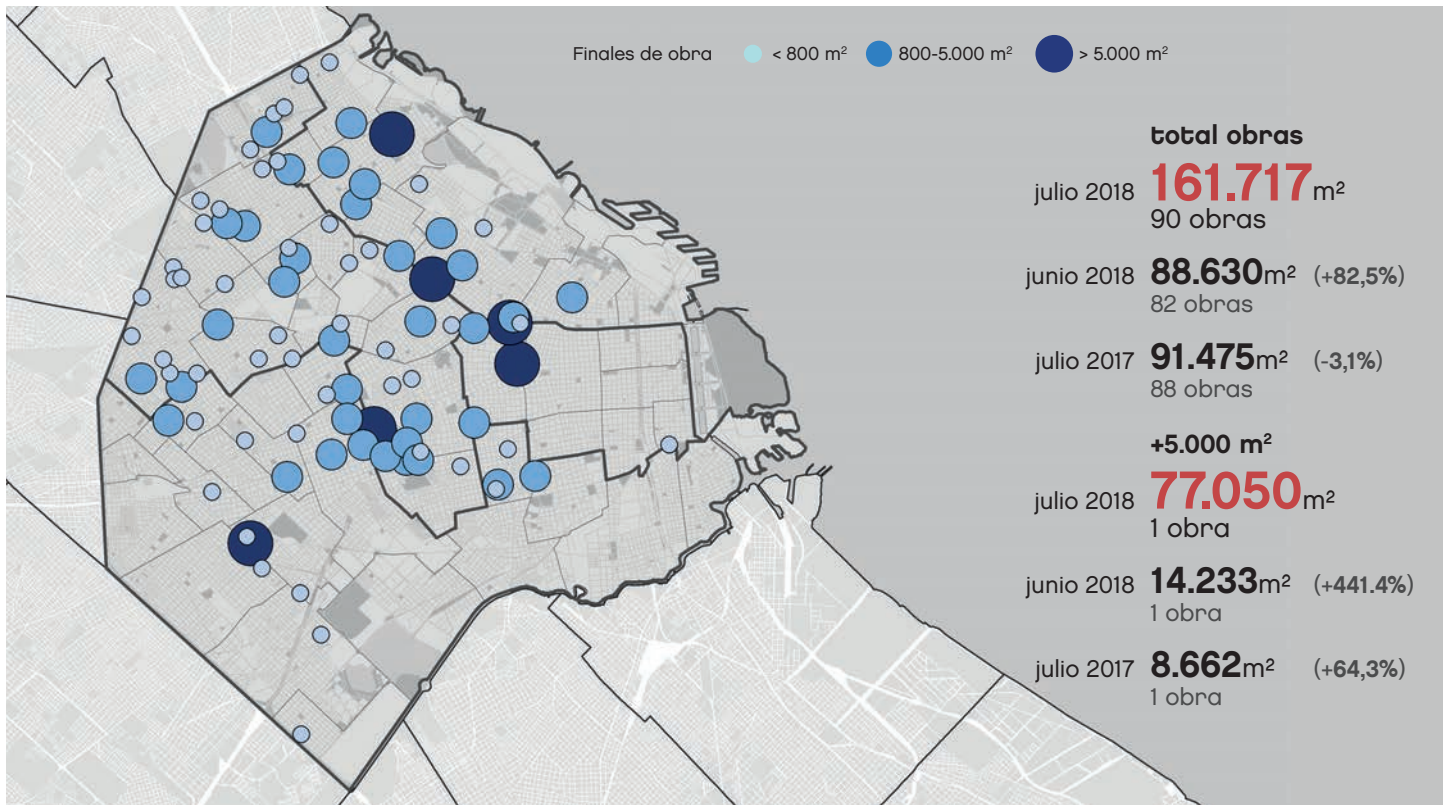 Finales de obra < 800 m² 800-5.000 m² > 5.000 m²
total obras
julio 2018 161.717m²
90 obras
junio 2018 88.630m² (+82,5%)
82 obras
julio 2017 91.475m² (-3,1%)
88 obras
+5.000 m²
julio 2018 77.050m²
1 obra
junio 2018 14.233m² (+441.4%)
1 obra
julio 2017 8.662m² (+64,3%)
1 obra